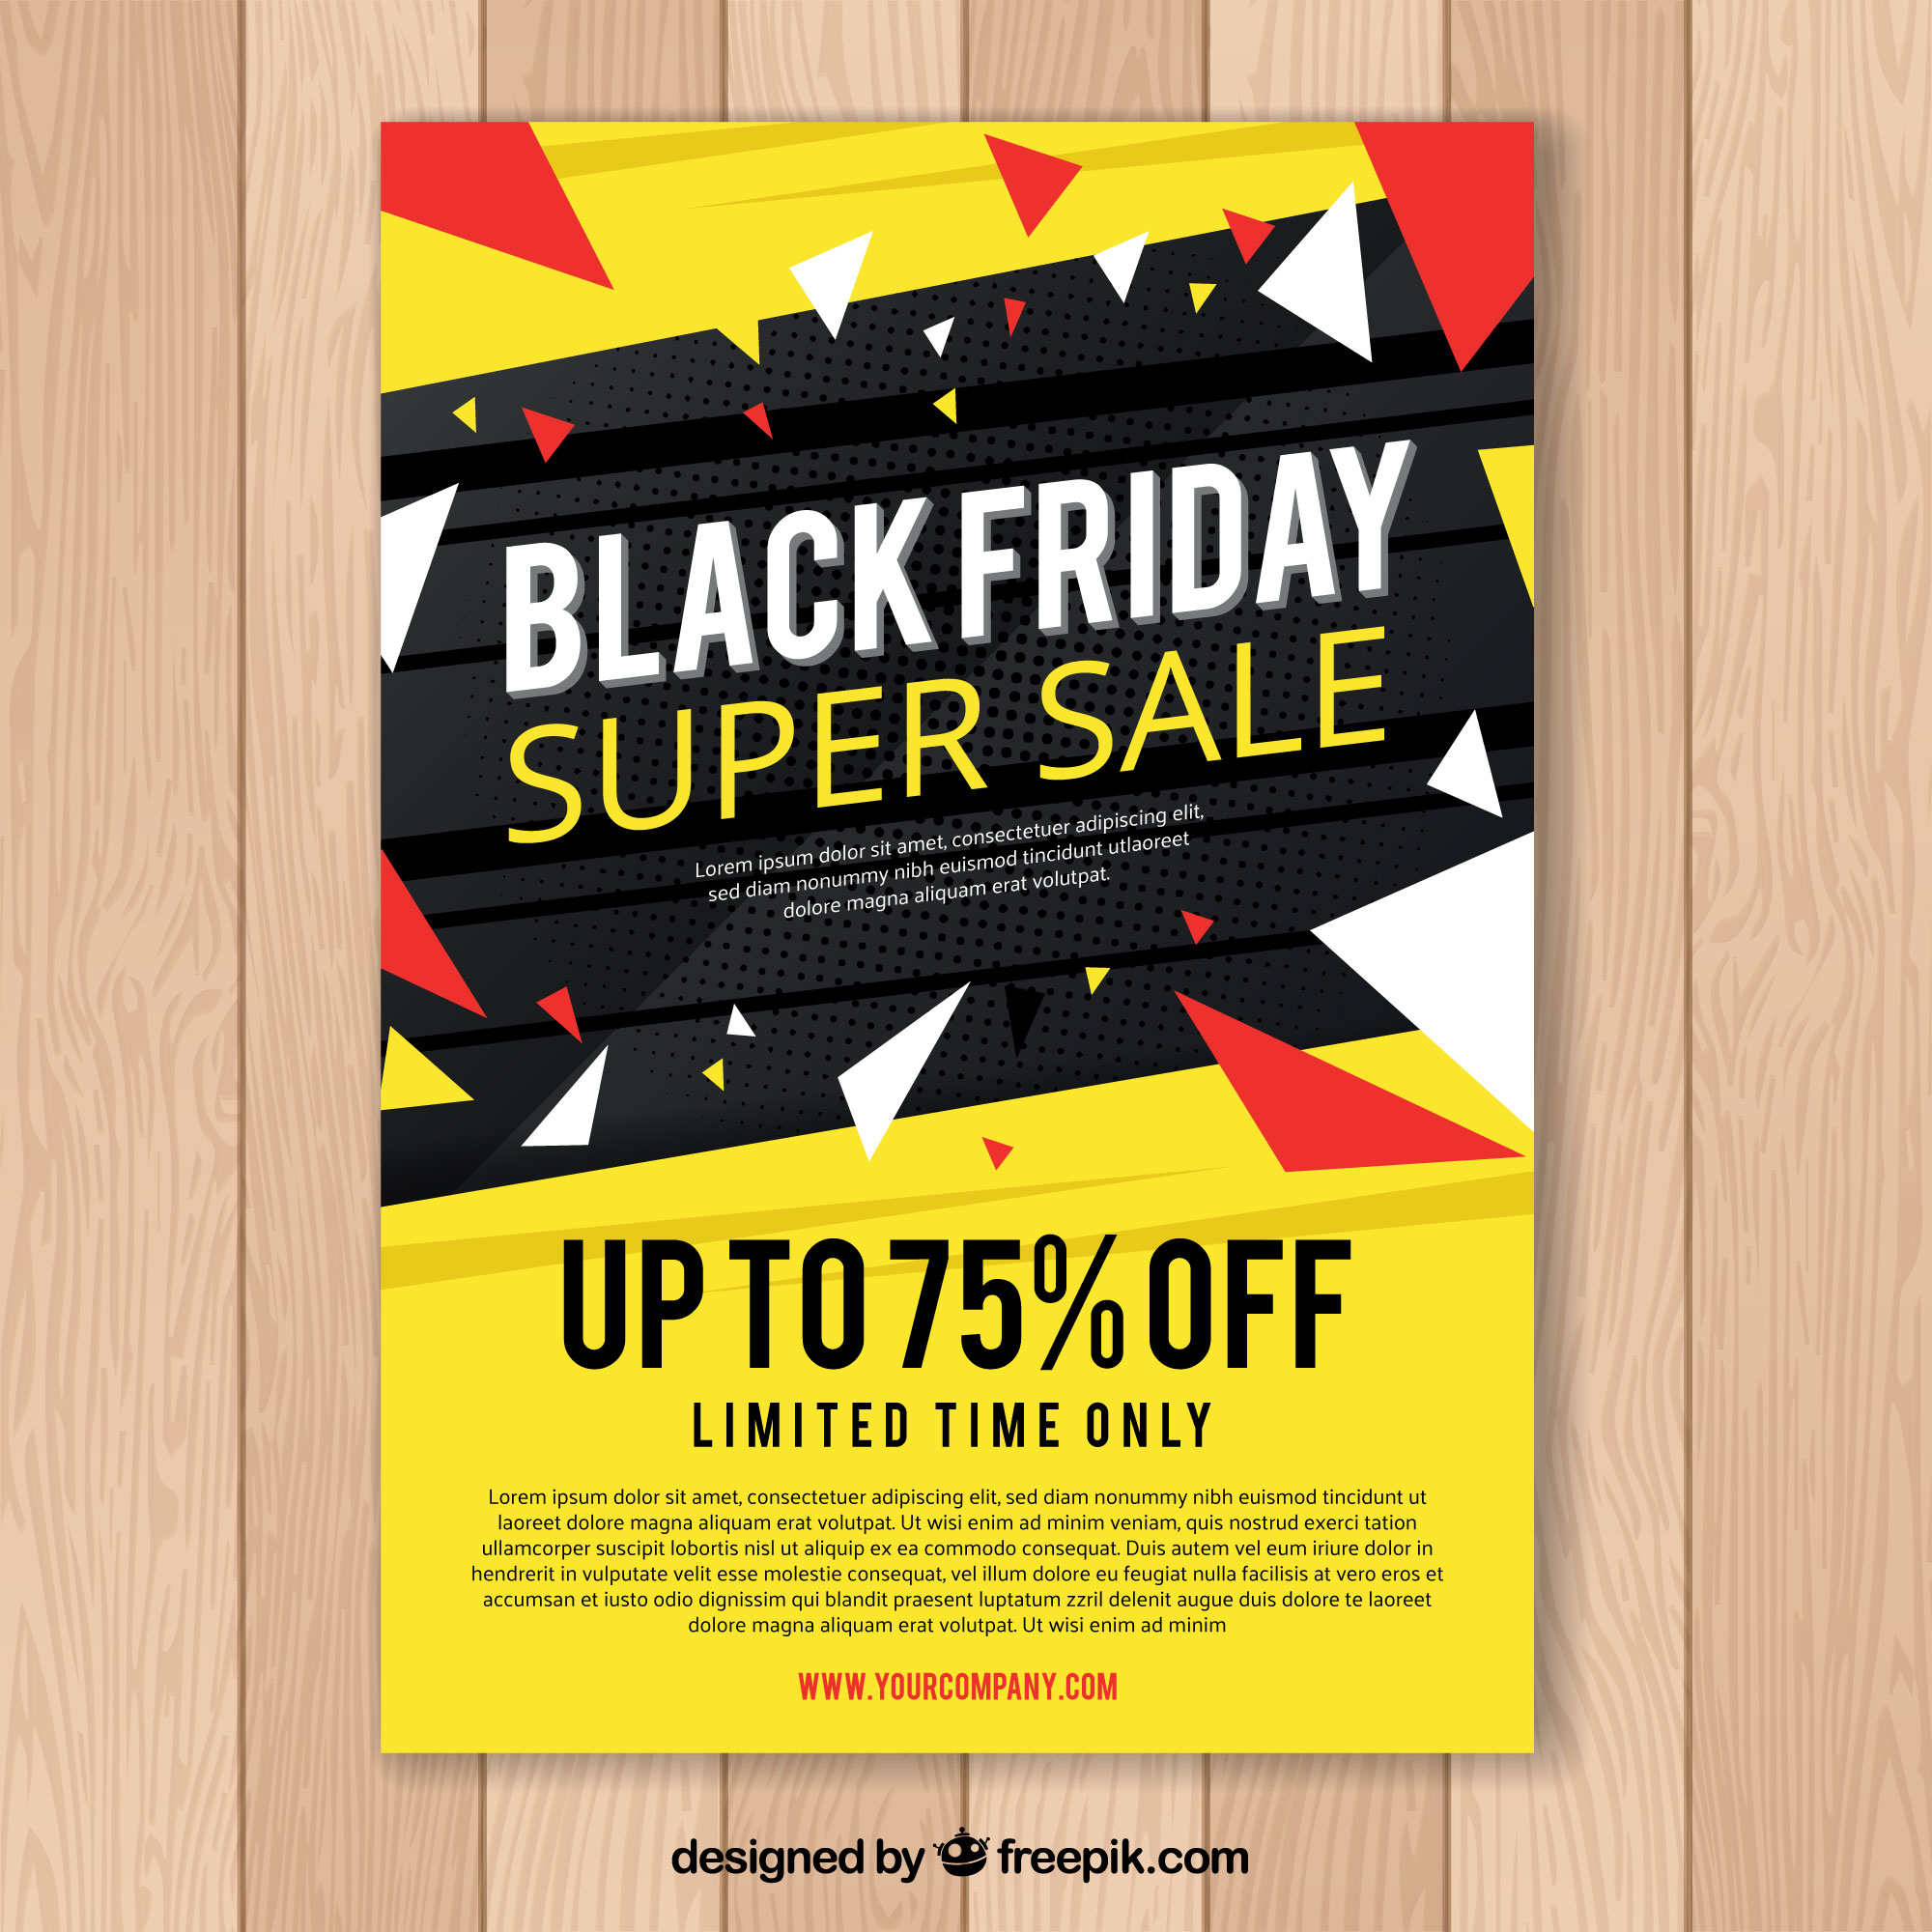 BLACK FRIDAY
SUPER SALE
Lorem ipsum dolor sit amet, consectetuer adipiscing elit,
sed diam nonummy nibh euismod tincidunt utlaoreet
dolore magna aliquam erat volutpat.
UP TO 75% OFF
LIMITED TIME ONLY
Lorem ipsum dolor sit amet, consectetuer adipiscing elit, sed diam nonummy nibh euismod tincidunt ut
laoreet dolore magna aliquam erat volutpat. Ut wisi enim ad minim veniam, quis nostrud exerci tation
ullamcorper suscipit lobortis nisl ut aliquip ex ea commodo consequat. Duis autem vel eum iriure dolor in
hendrerit in vulputate velit esse molestie consequat, vel illum dolore eu feugiat nulla facilisis at vero eros et
accumsan et iusto odio dignissim qui blandit praesent luptatum zzril delenit augue duis dolore te laoreet
dolore magna aliquam erat volutpat. Ut wisi enim ad minim
WWW.YOURCOMPANY.COM
designed by freepik.com